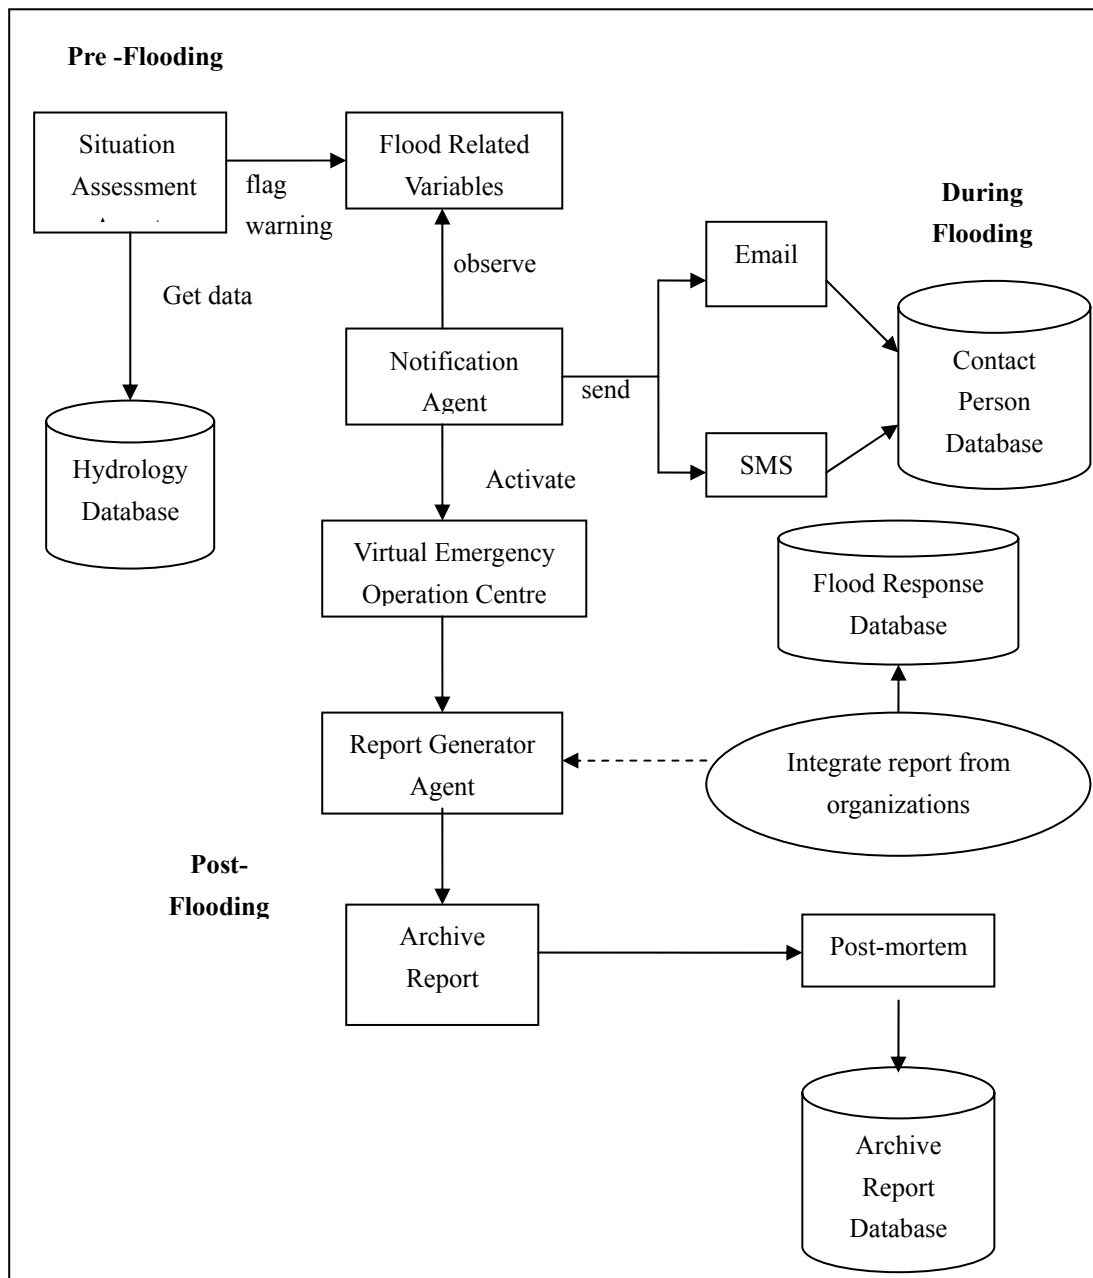 Pre -Flooding
Situation
Assessment
flag
warning
Flood Related
Variables
During
Flooding
observe
Get data
Email
Notification
Agent
send
Contact
Person
Database
SMS
Hydrology
Database
Activate
Virtual Emergency
Operation Centre
Flood Response
Database
Report Generator
Agent
Integrate report from
organizations
Post-
Flooding
Archive
Report
Post-mortem
Archive
Report
Database